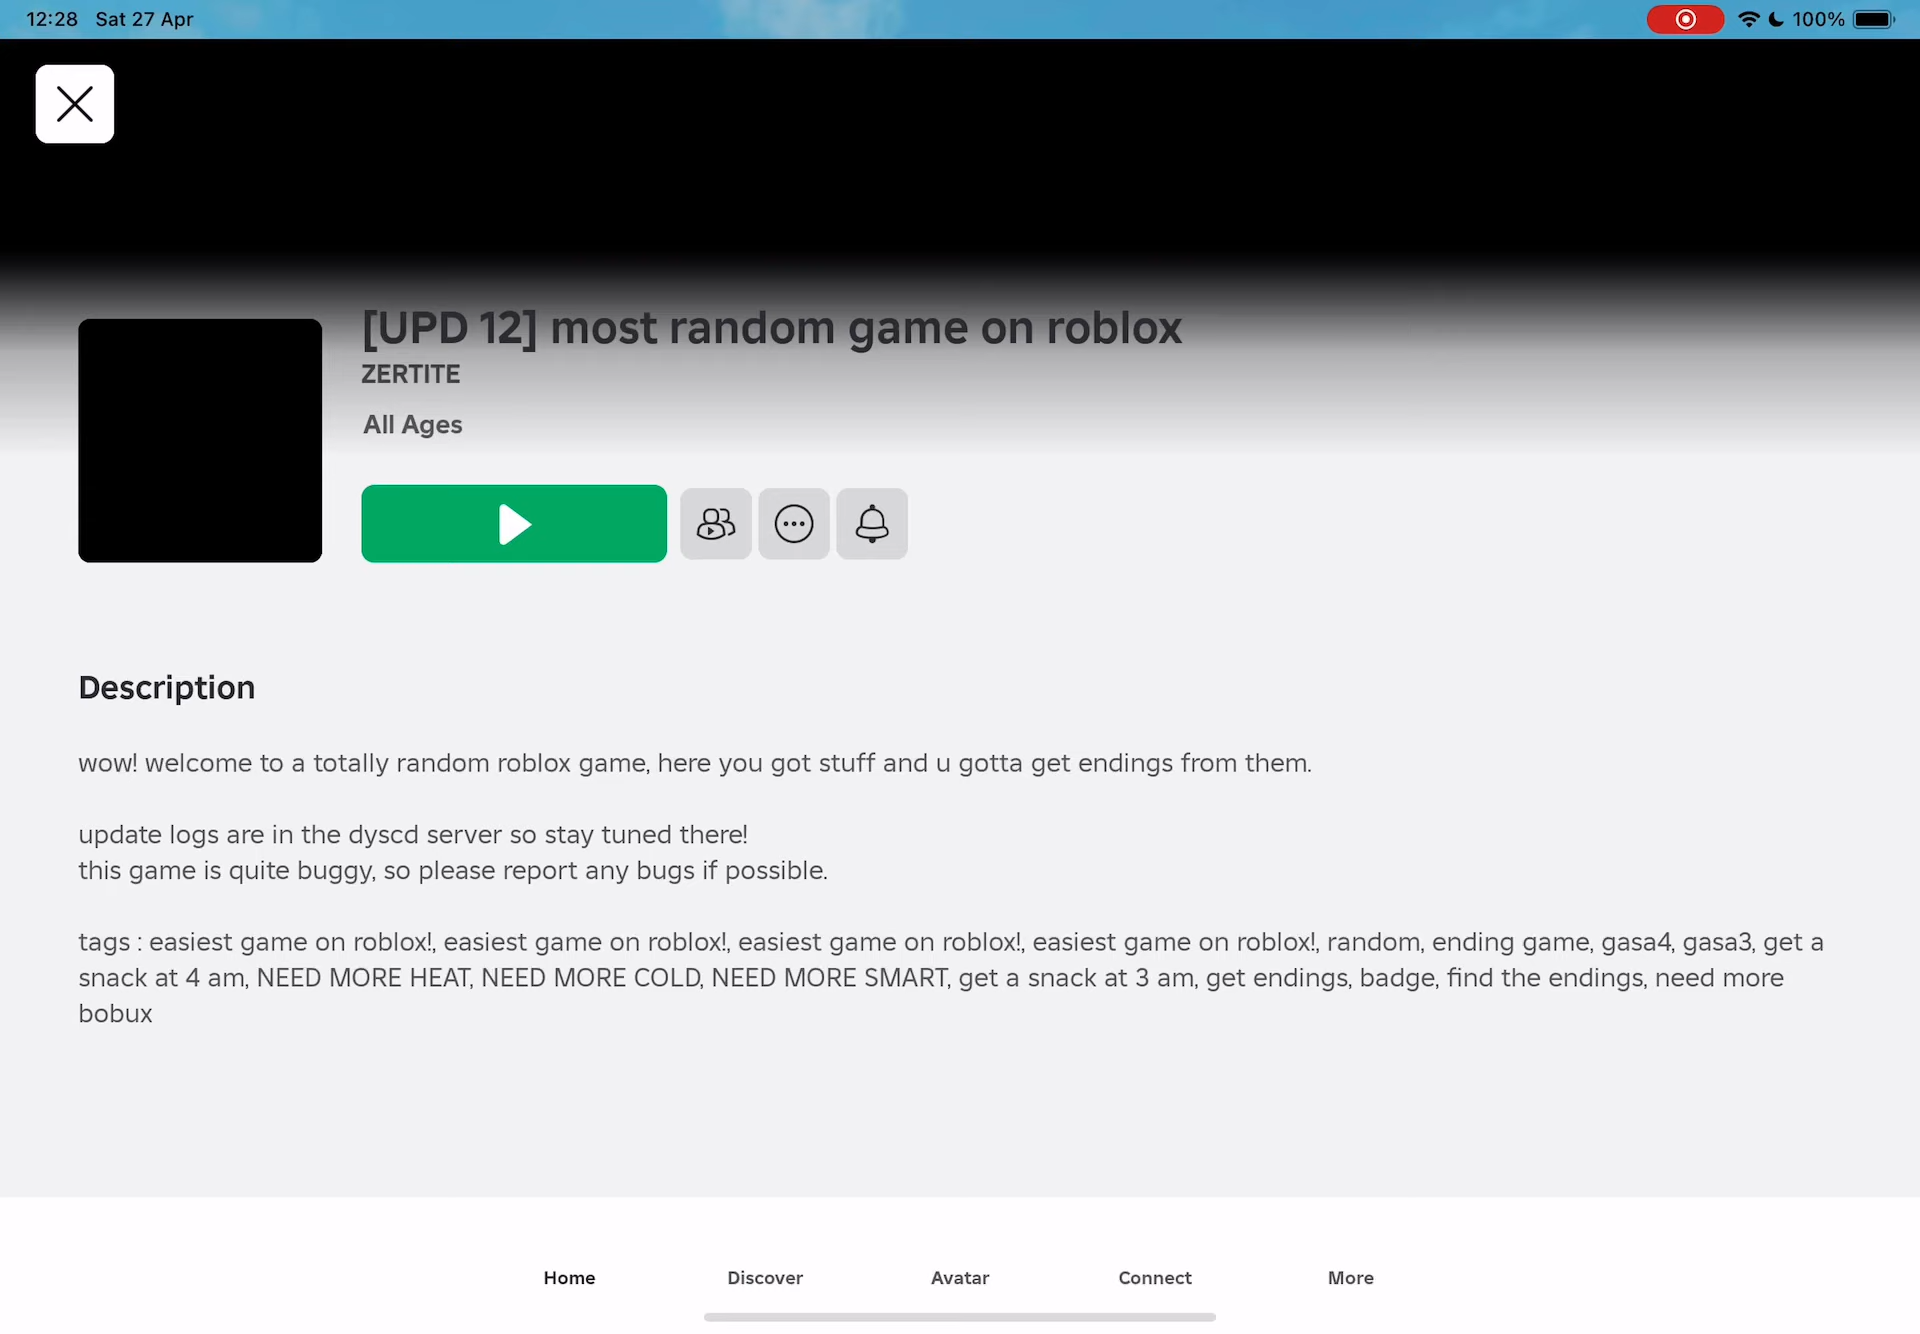 12:28 Sat 27 Apr
100%
[UPD 12] most random game on roblox
ZERTITE
All Ages
Description
wow! welcome to a totally random roblox game, here you got stuff and u gotta get endings from them.
update logs are in the dyscd server so stay tuned there!
this game is quite buggy, so please report any bugs if possible.
tags : easiest game on roblox!, easiest game on roblox!, easiest game on roblox!, easiest game on roblox!, random, ending game, gasa4, gasa3, get a
snack at 4 am, NEED MORE HEAT, NEED MORE COLD, NEED MORE SMART, get a snack at 3 am, get endings, badge, find the endings, need more
bobux
Home Discover Avatar Connect More